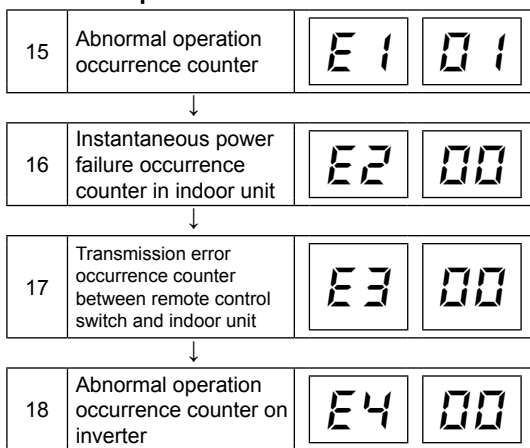 15
Abnormal operation
occurrence counter
E1 01
↓
16
Instantaneous power
failure occurrence
counter in indoor unit
E2 00
↓
17
Transmission error
occurrence counter
between remote control
switch and indoor unit
E3 00
↓
18
Abnormal operation
occurrence counter on
inverter
E4 00